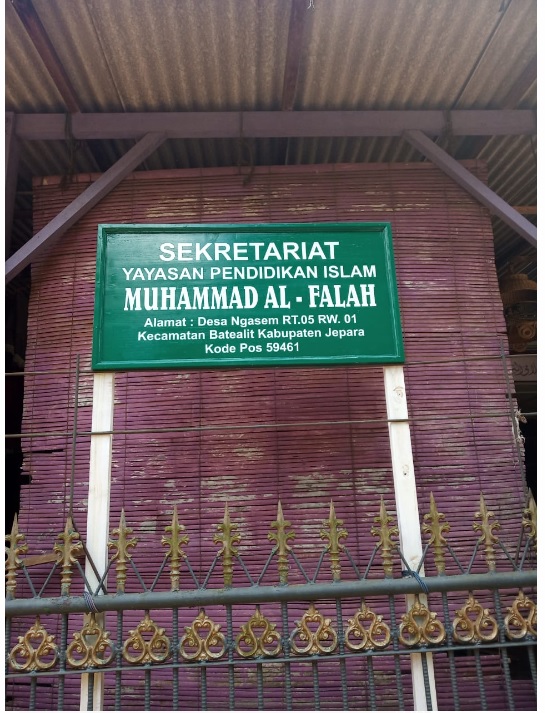 SEKRETARIAT
YAYASAN PENDIDIKAN ISLAM
MUHAMMAD AL - FALAH
Alamat : Desa Ngasem RT.05 RW. 01
Kecamatan Batealit Kabupaten Jepara
Kode Pos 59461